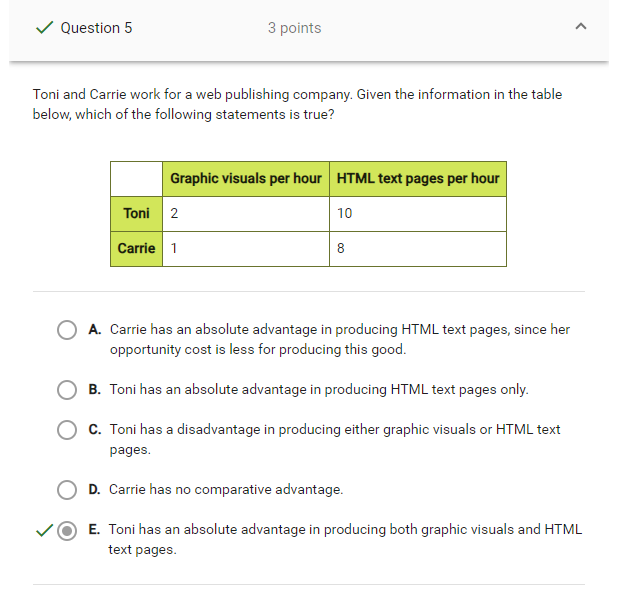 Question 5 3 points
Toni and Carrie work for a web publishing company. Given the information in the table
below, which of the following statements is true?
Graphic visuals per hour HTML text pages per hour
Toni 2 10
Carrie 1 8
A. Carrie has an absolute advantage in producing HTML text pages, since her
opportunity cost is less for producing this good.
B. Toni has an absolute advantage in producing HTML text pages only.
C. Toni has a disadvantage in producing either graphic visuals or HTML text
pages.
D. Carrie has no comparative advantage.
E. Toni has an absolute advantage in producing both graphic visuals and HTML
text pages.